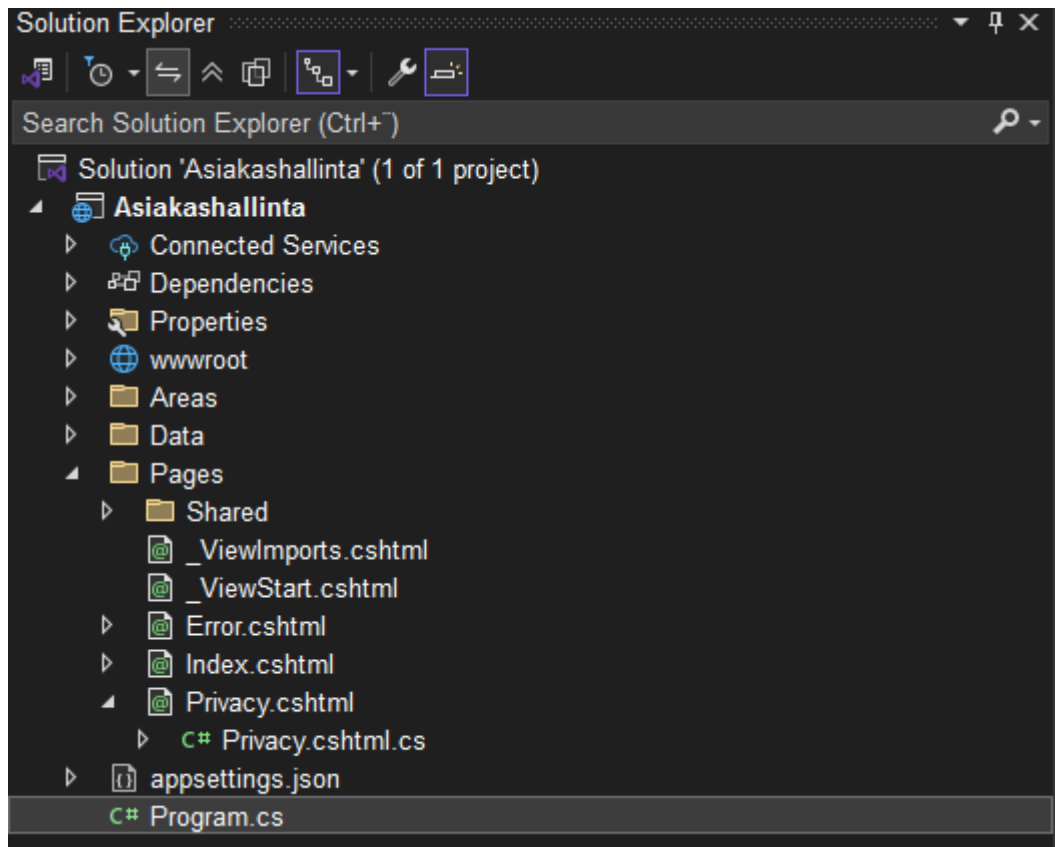 Solution Explorer
Search Solution Explorer (Ctrl+¨)
Solution 'Asiakashallinta' (1 of 1 project)
Asiakashallinta
Connected Services
Dependencies
Properties
wwwroot
Areas
Data
Pages
Shared
_ViewImports.cshtml
_ViewStart.cshtml
Error.cshtml
Index.cshtml
Privacy.cshtml
C# Privacy.cshtml.cs
appsettings.json
C# Program.cs